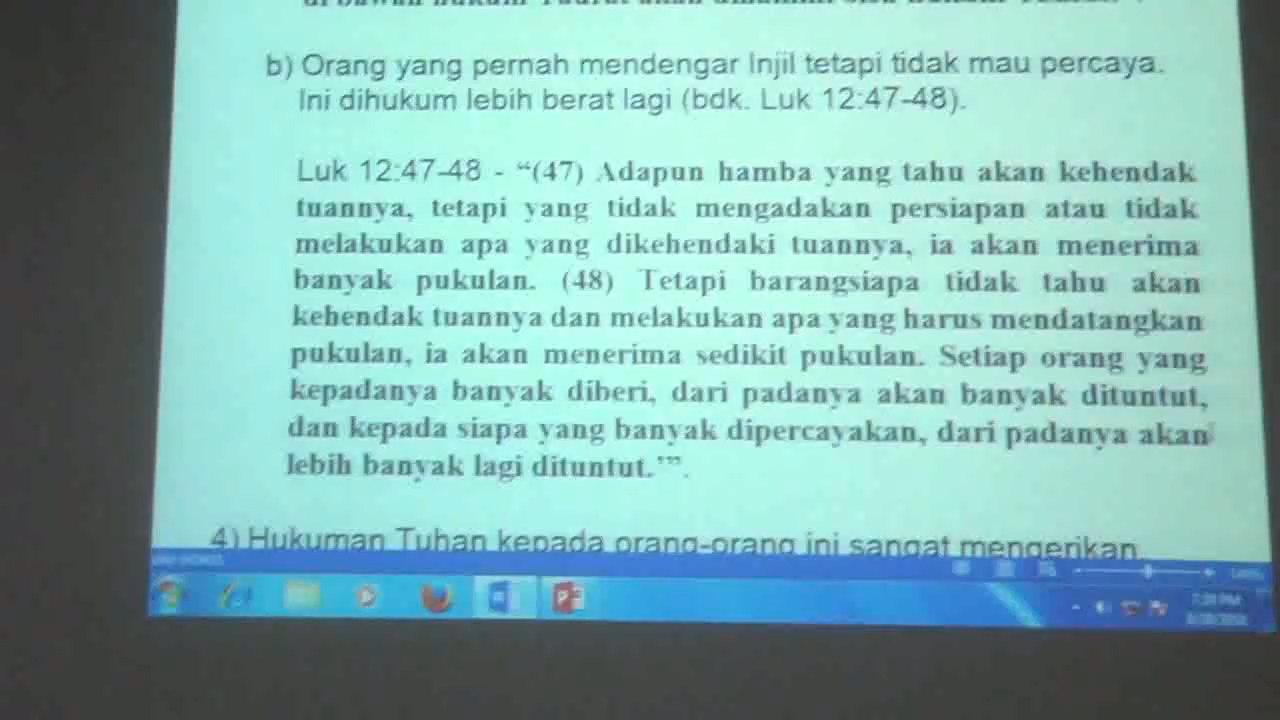 b) Orang yang pernah mendengar Injil tetapi tidak mau percaya.
Ini dihukum lebih berat lagi (bdk. Luk 12:47-48).
Luk 12:47-48 - “(47) Adapun hamba yang tahu akan kehendak
tuannya, tetapi yang tidak mengadakan persiapan atau tidak
melakukan apa yang dikehendaki tuannya, ia akan menerima
banyak pukulan. (48) Tetapi barangsiapa tidak tahu akan
kehendak tuannya dan melakukan apa yang harus mendatangkan
pukulan, ia akan menerima sedikit pukulan. Setiap orang yang
kepadanya banyak diberi, dari padanya akan banyak dituntut,
dan kepada siapa yang banyak dipercayakan, dari padanya akan
lebih banyak lagi dituntut.’”.
4) Hukuman Tuhan kepada orang-orang ini sangat mengerikan